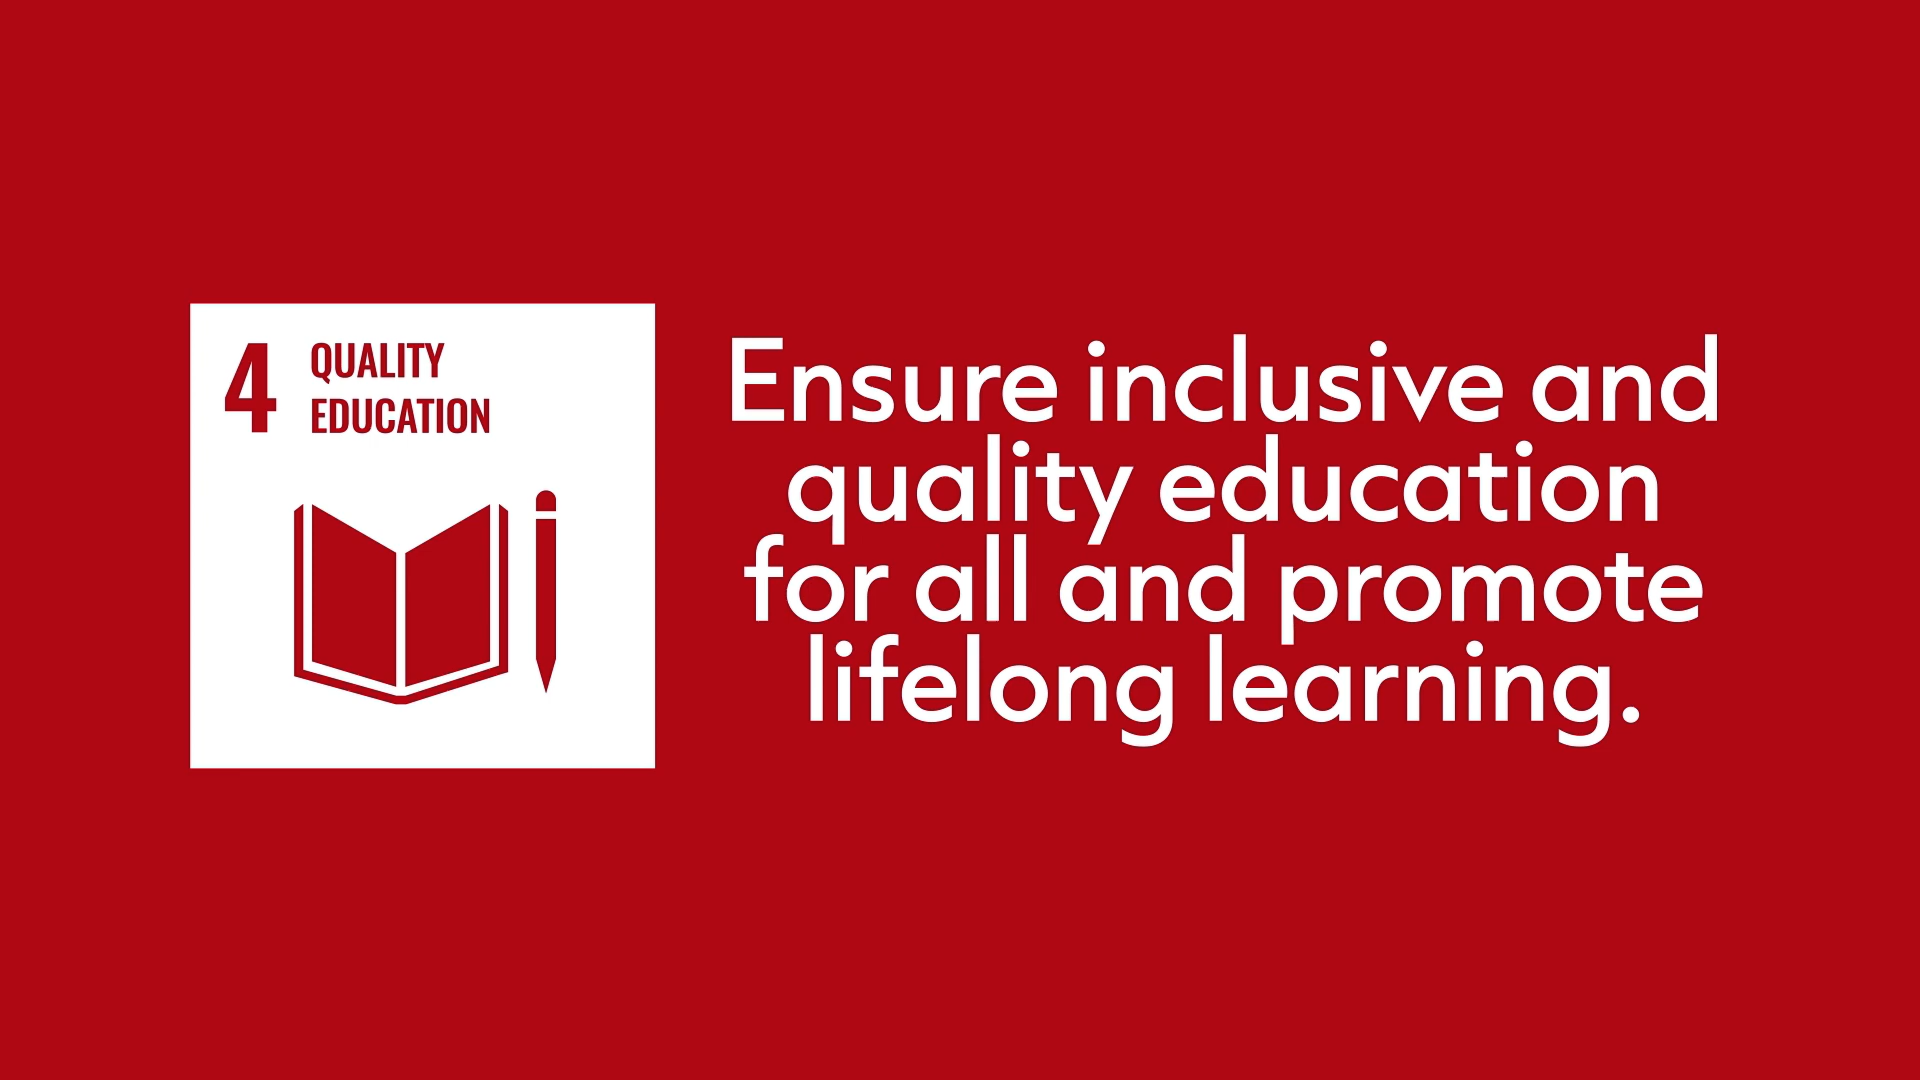 4
QUALITY
EDUCATION
Ensure inclusive and
quality education
for all and promote
lifelong learning.